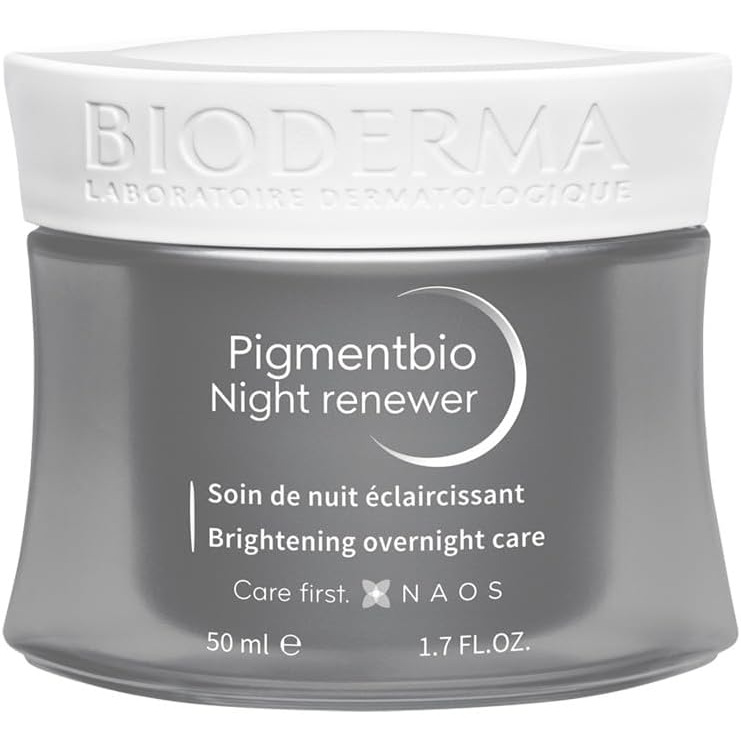 BIODERMA
LABORATOIRE DERMATOLOGIQUE
Pigmentbio
Night renewer
Soin de nuit éclaircissant
Brightening overnight care
Care first. NAOS
50 ml ℮ 1.7 FL.OZ.